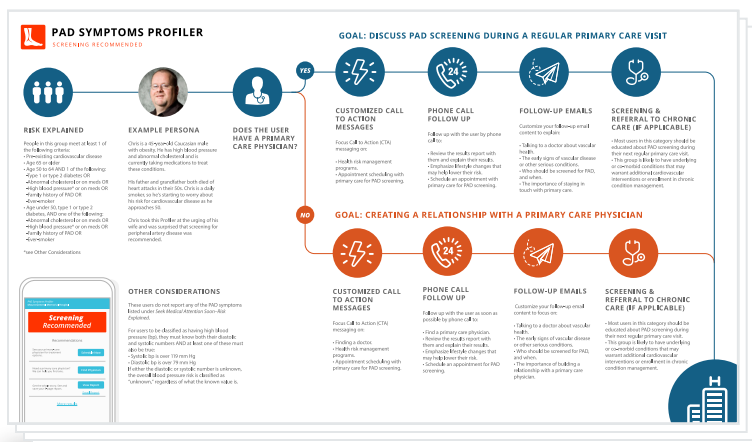 PAD SYMPTOMS PROFILER
SCREENING RECOMMENDED
RISK EXPLAINED
People in this group meet at least 1 of
the following criteria:
• Pre-existing cardiovascular disease
• Age 65 or older
• Age 50 to 64 AND 1 of the following:
•Type 1 or type 2 diabetes OR
•Abnormal cholesterol or on meds OR
•High blood pressure* or on meds OR
•Family history of PAD OR
•Ever-smoker
• Age under 50, type 1 or type 2
diabetes, AND one of the following:
•Abnormal cholesterol or on meds OR
•High blood pressure* or on meds OR
•Family history of PAD OR
•Ever-smoker
*see Other Considerations
EXAMPLE PERSONA
Chris is a 45-year-old Caucasian male
with obesity. He has high blood pressure
and abnormal cholesterol and is
currently taking medications to treat
these conditions.
His father and grandfather both died of
heart attacks in their 50s. Chris is a daily
smoker, so he's starting to worry about
his risk for cardiovascular disease as he
approaches 50.
Chris took this Profiler at the urging of his
wife and was surprised that screening for
peripheral artery disease was
recommended.
DOES THE USER
HAVE A PRIMARY
CARE PHYSICIAN?
YES
GOAL: DISCUSS PAD SCREENING DURING A REGULAR PRIMARY CARE VISIT
24
CUSTOMIZED CALL
TO ACTION
MESSAGES
Focus Call to Action (CTA)
messaging on:
• Health risk management
programs.
• Appointment scheduling with
primary care for PAD screening.
PHONE CALL
FOLLOW UP
Follow up with the user by phone
call to:
• Review the results report with
them and explain their results.
• Emphasize lifestyle changes that
may help lower their risk.
• Schedule an appointment with
primary care for PAD screening.
FOLLOW-UP EMAILS
Customize your follow-up email
content to explain:
• Talking to a doctor about vascular
health.
• The early signs of vascular disease
or other serious conditions.
• Who should be screened for PAD,
and when.
• The importance of staying in
touch with primary care.
SCREENING &
REFERRAL TO CHRONIC
CARE (IF APPLICABLE)
• Most users in this category should be
educated about PAD screening during
their next regular primary care visit.
• This group is likely to have underlying
or co-morbid conditions that may
warrant additional cardiovascular
interventions or enrollment in chronic
condition management.
NO
GOAL: CREATING A RELATIONSHIP WITH A PRIMARY CARE PHYSICIAN
24
CUSTOMIZED CALL
TO ACTION
MESSAGES
Focus Call to Action (CTA)
messaging on:
• Finding a doctor.
• Health risk management
programs.
• Appointment scheduling with
primary care for PAD screening.
PHONE CALL
FOLLOW UP
Follow up with the user as soon as
possible by phone call to:
• Find a primary care physician.
• Review the results report with
them and explain their results.
• Emphasize lifestyle changes that
may help lower their risk.
• Schedule an appointment for PAD
screening.
FOLLOW-UP EMAILS
Customize your follow-up email
content to focus on:
• Talking to a doctor about vascular
health.
• The early signs of vascular disease
or other serious conditions.
• Who should be screened for PAD,
and when.
• The importance of building a
relationship with a primary care
physician.
SCREENING &
REFERRAL TO CHRONIC
CARE (IF APPLICABLE)
• Most users in this category should be
educated about PAD screening during
their next regular primary care visit.
• This group is likely to have underlying
or co-morbid conditions that may
warrant additional cardiovascular
interventions or enrollment in chronic
condition management.
Screening
Recommended
OTHER CONSIDERATIONS
These users do not report any of the PAD symptoms
listed under Seek Medical Attention Soon–Risk
Explained.
For users to be classified as having high blood
pressure (bp), they must know both their diastolic
and systolic numbers AND at least one of them must
also be true:
• Systolic bp is over 119 mm Hg
• Diastolic bp is over 79 mm Hg
If either the diastolic or systolic number is unknown,
the overall blood pressure risk is classified as
"unknown," regardless of what the known value is.
H